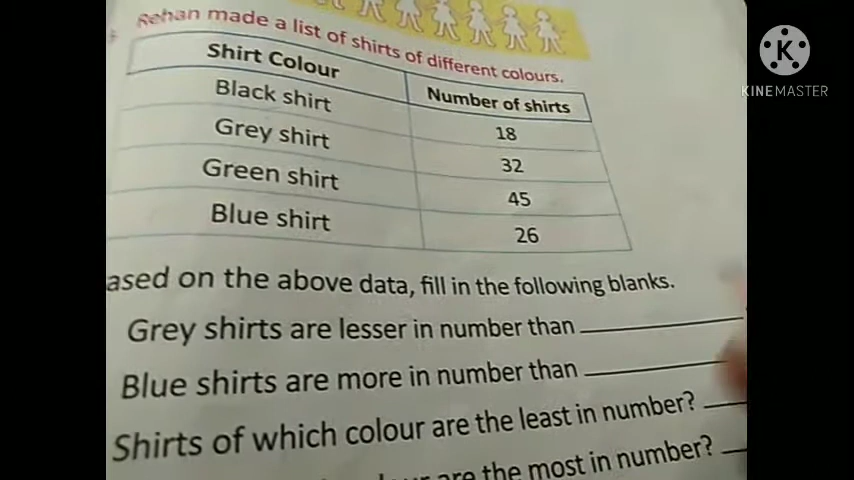 Rehan made a list of shirts of different colours.
Shirt Colour Number of shirts
Black shirt 18
Grey shirt 32
Green shirt 45
Blue shirt 26
ased on the above data, fill in the following blanks.
Grey shirts are lesser in number than
Blue shirts are more in number than
Shirts of which colour are the least in number?
are the most in number?
K
KINEMASTER